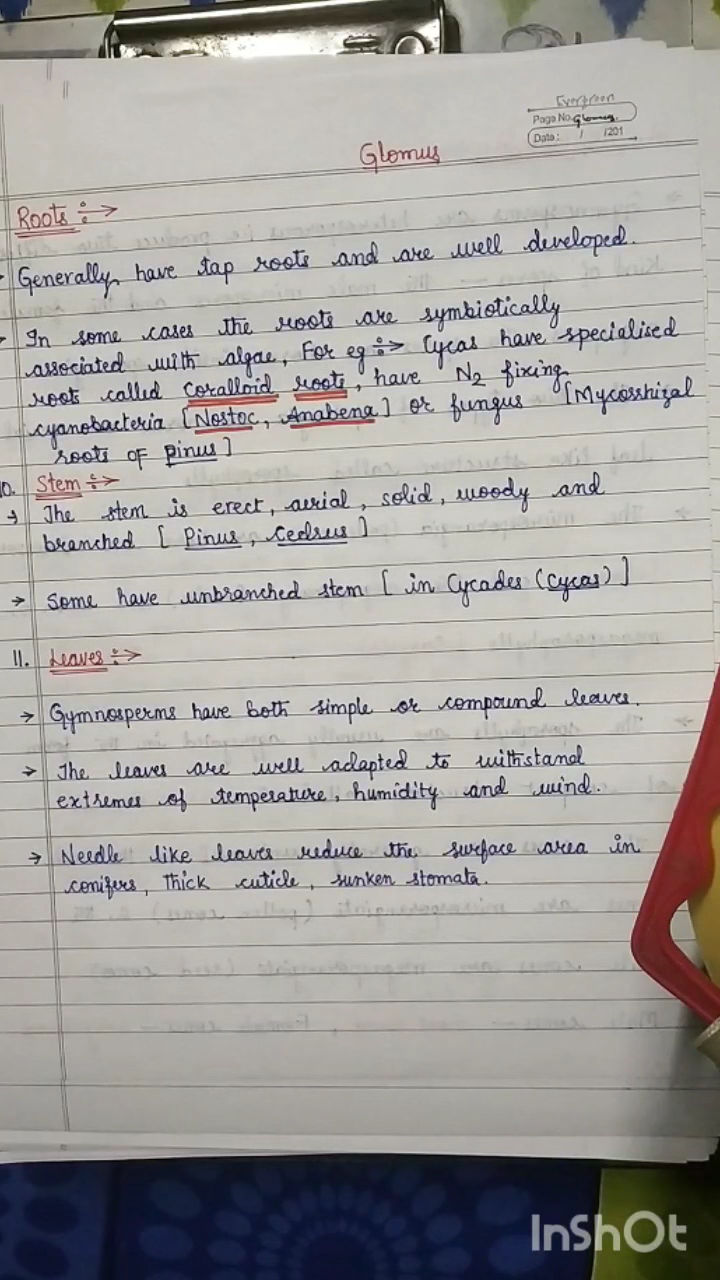 Evergreen
Page No. Glomus.
Date: / /201
Glomus
Roots ÷>
Generally have tap roots and are well developed.
In some cases the roots are symbiotically
associated with algae, For eg ÷> Cycas have specialised
root called Coralloid roots, have N2 fixing
cyanobacteria [Nostoc, Anabena] or fungus [Mycosshizal
roots of pinus]
10. Stem ÷>
→ The stem is erect, aerial, solid, woody and
branched [Pinus, Cedrus]
→ Some have unbranched stem [in Cycades (Cycas)]
11. Leaves ÷>
→ Gymnosperms have both simple or compound leaves.
→ The leaves are well adapted to withstand
extremes of temperature, humidity and wind.
→ Needle like leaves reduce the surface area in
conifers, Thick cuticle, sunken stomata.
InShOt